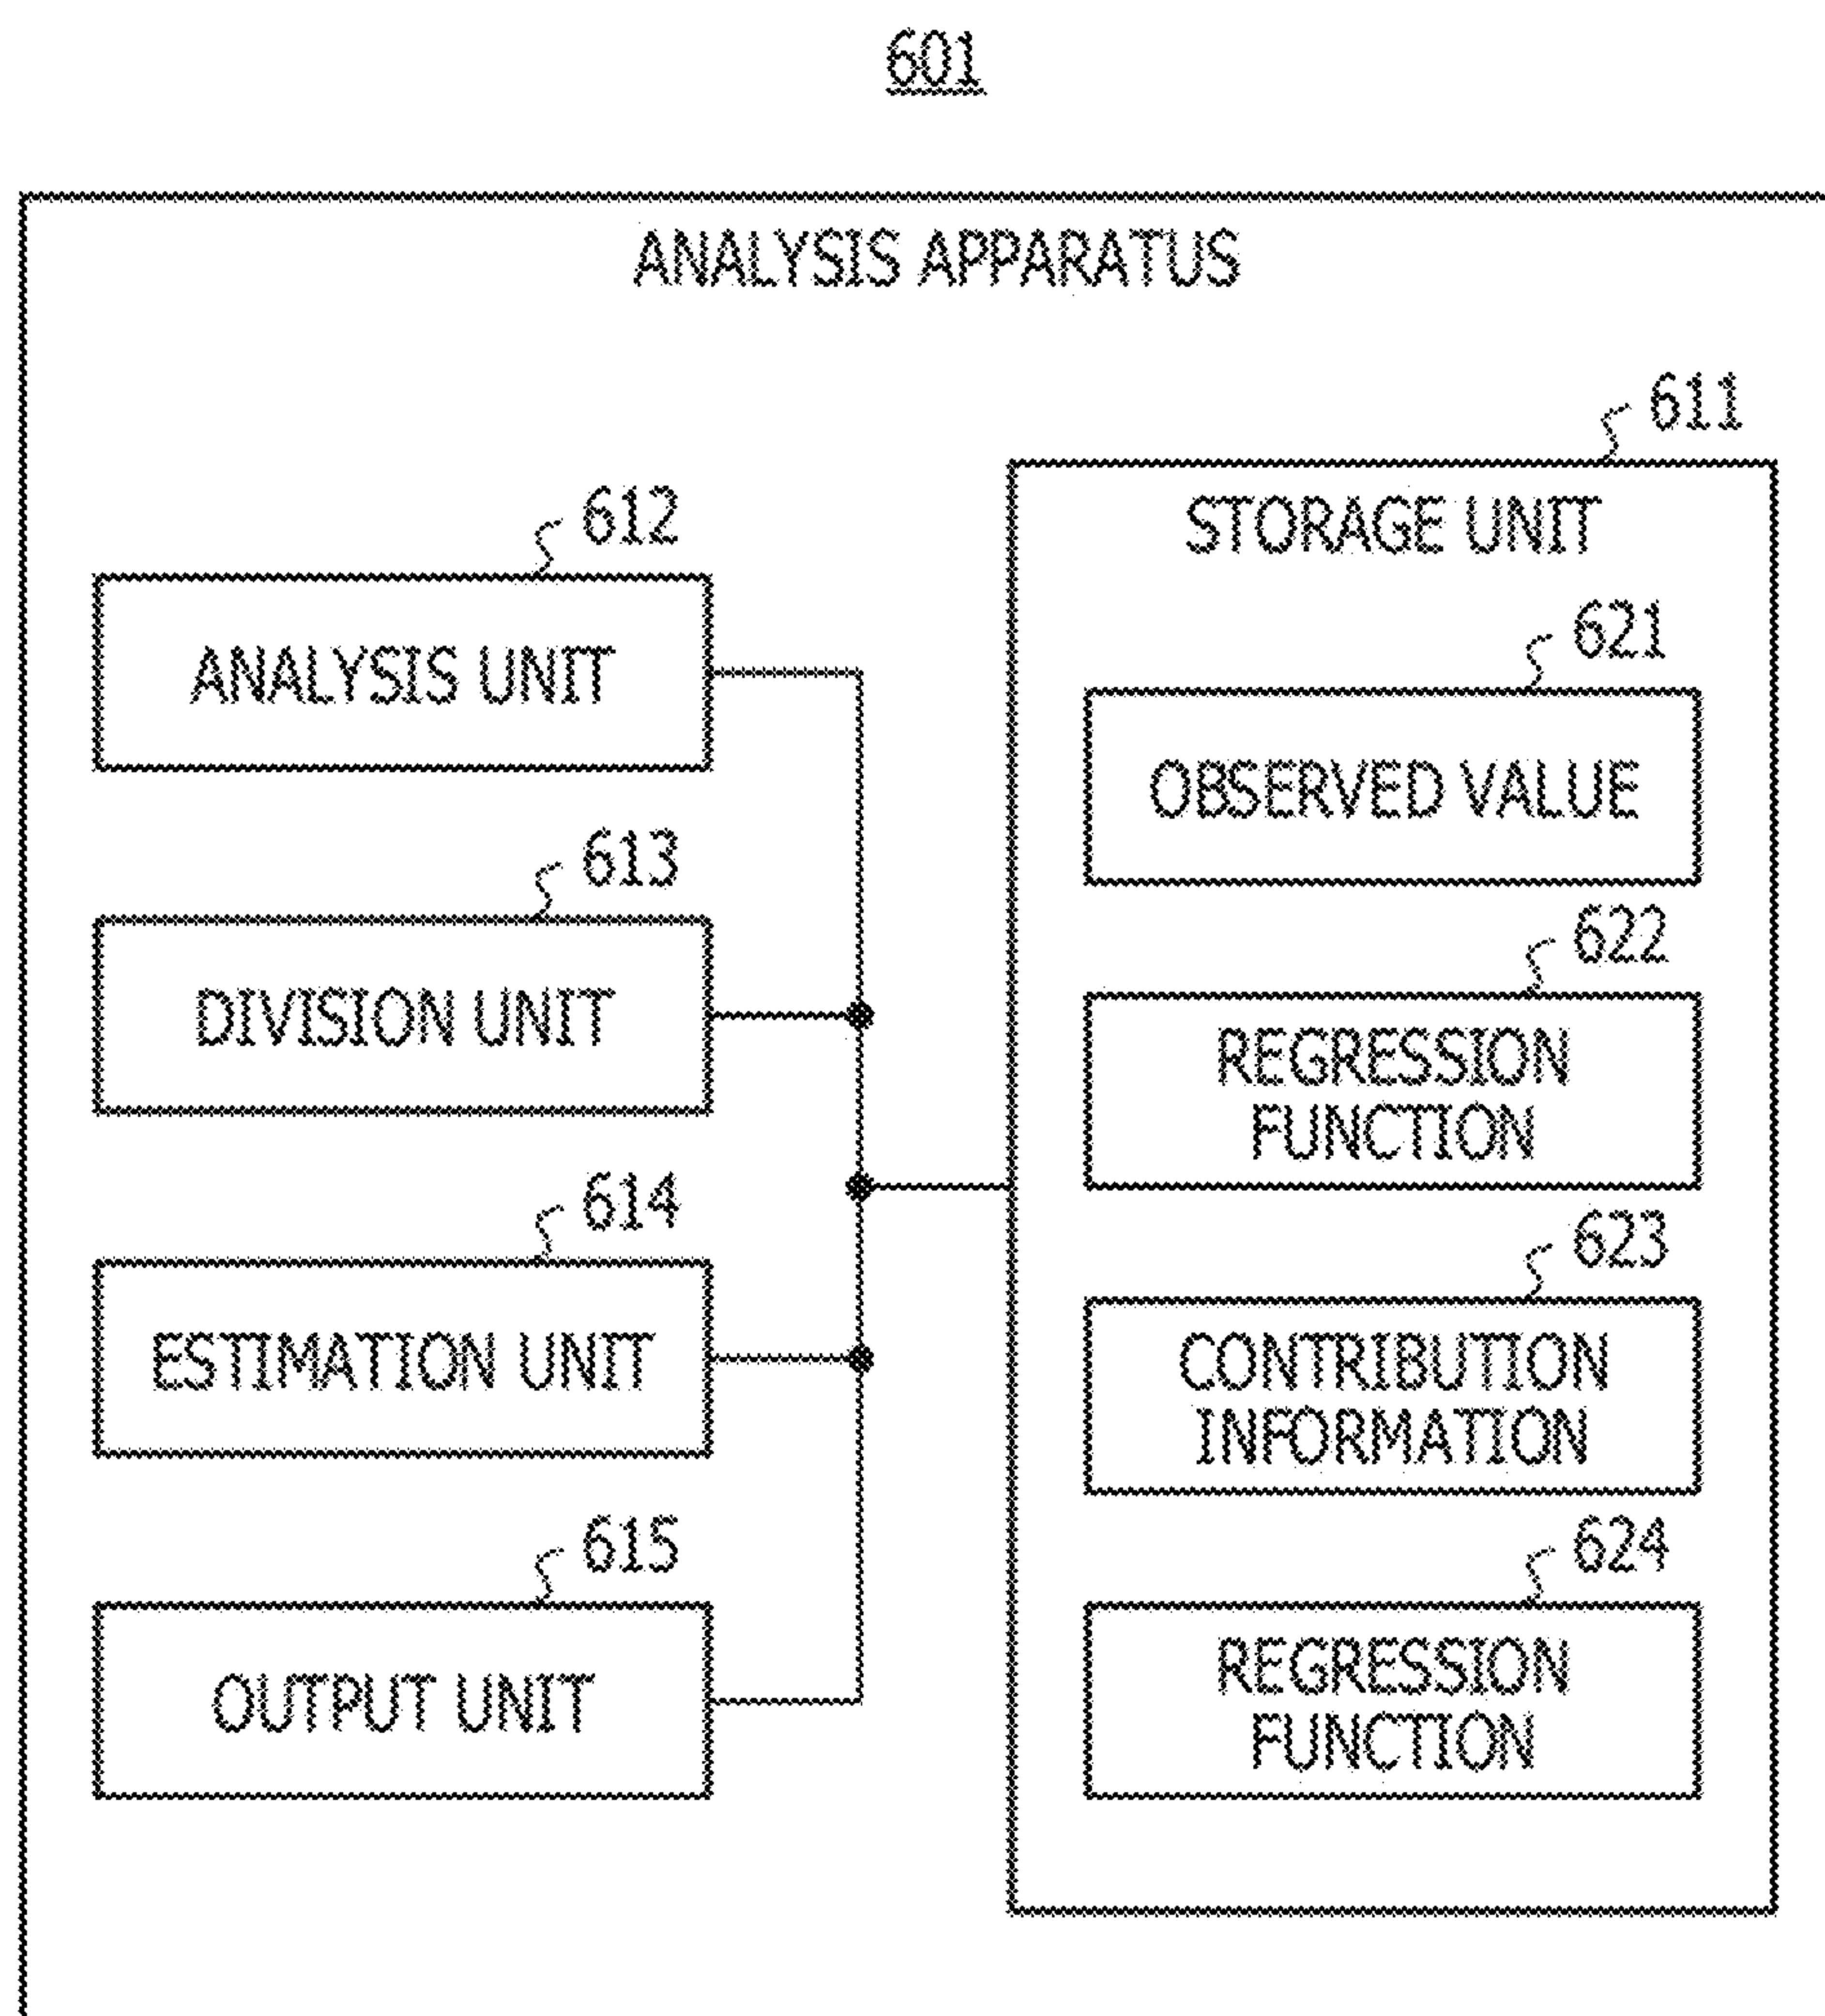 601
ANALYSIS APPARATUS
612
ANALYSIS UNIT
613
DIVISION UNIT
614
ESTIMATION UNIT
615
OUTPUT UNIT
611
STORAGE UNIT
621
OBSERVED VALUE
622
REGRESSION
FUNCTION
623
CONTRIBUTION
INFORMATION
624
REGRESSION
FUNCTION